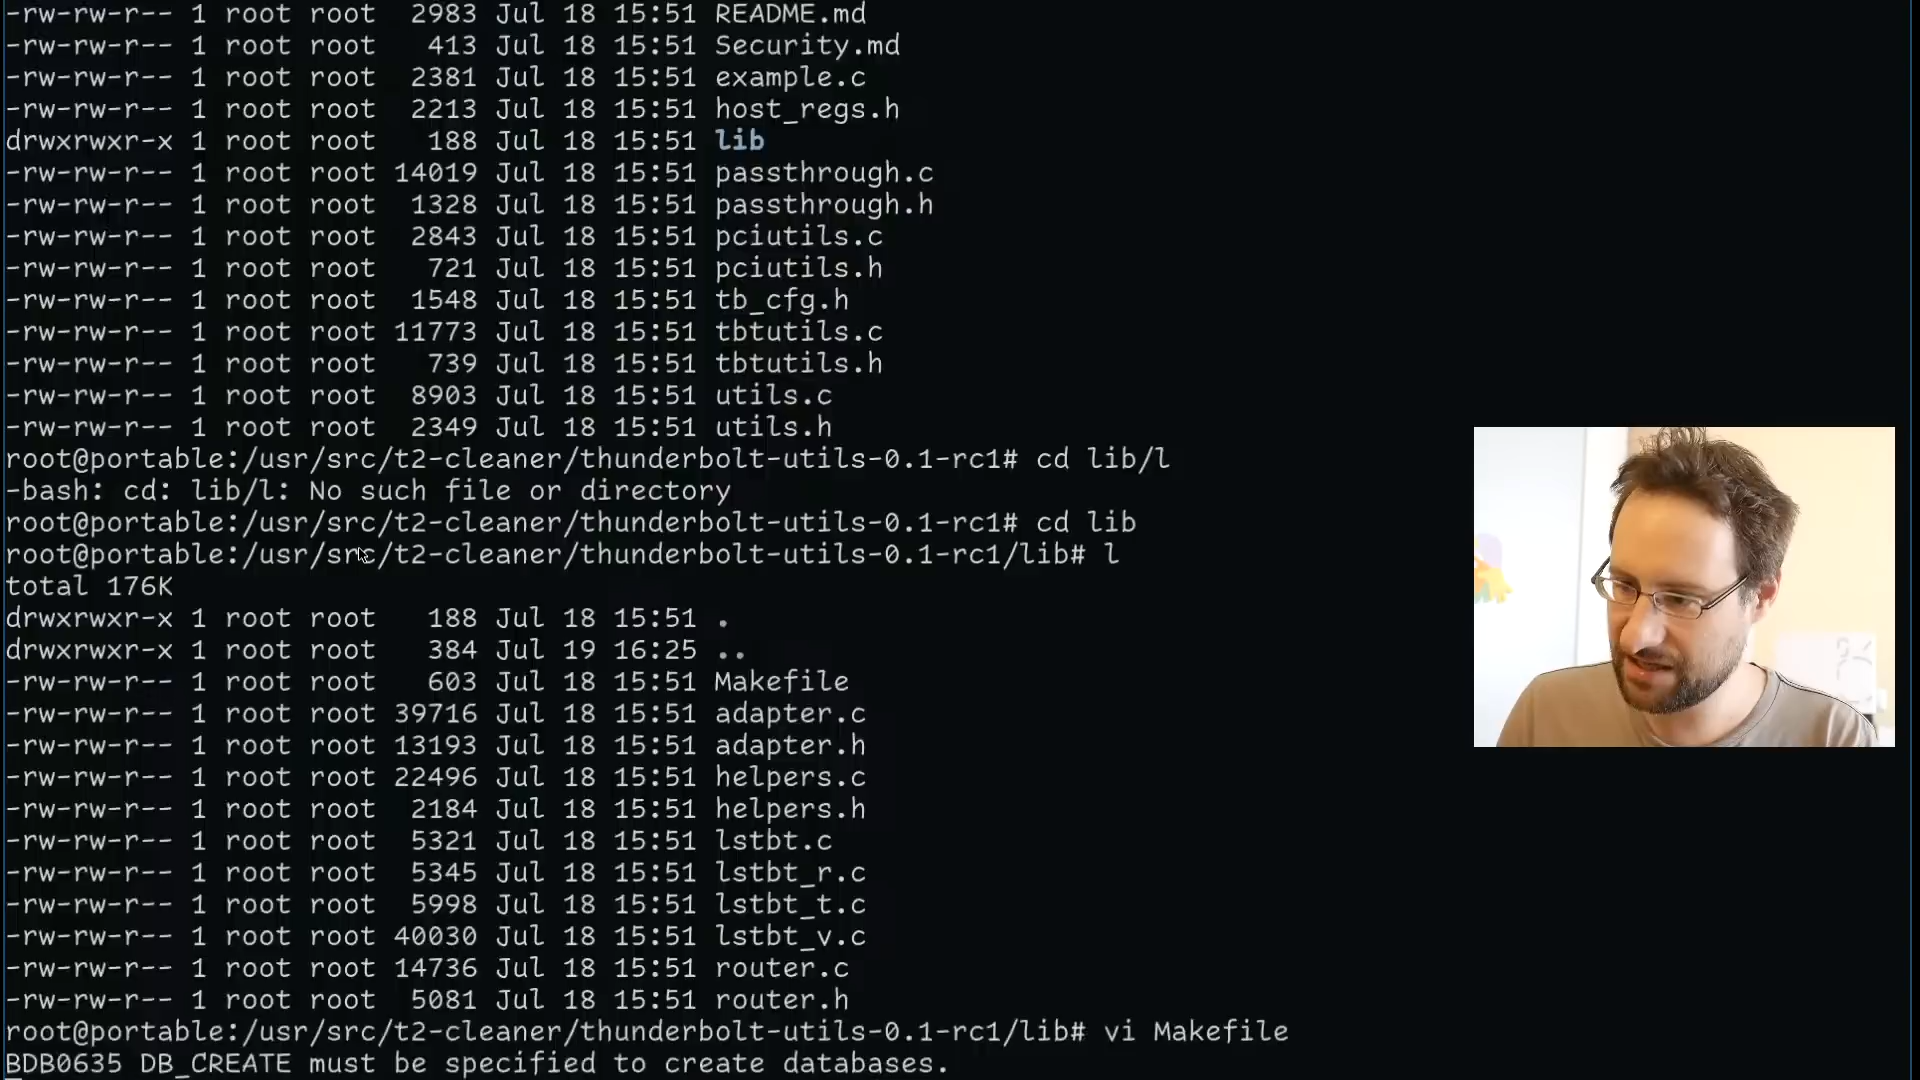 -rw-rw-r-- 1 root root  2983 Jul 18 15:51 README.md
-rw-rw-r-- 1 root root   413 Jul 18 15:51 Security.md
-rw-rw-r-- 1 root root  2381 Jul 18 15:51 example.c
-rw-rw-r-- 1 root root  2213 Jul 18 15:51 host_regs.h
drwxrwxr-x 1 root root   188 Jul 18 15:51 lib
-rw-rw-r-- 1 root root 14019 Jul 18 15:51 passthrough.c
-rw-rw-r-- 1 root root  1328 Jul 18 15:51 passthrough.h
-rw-rw-r-- 1 root root  2843 Jul 18 15:51 pciutils.c
-rw-rw-r-- 1 root root   721 Jul 18 15:51 pciutils.h
-rw-rw-r-- 1 root root  1548 Jul 18 15:51 tb_cfg.h
-rw-rw-r-- 1 root root 11773 Jul 18 15:51 tbtutils.c
-rw-rw-r-- 1 root root   739 Jul 18 15:51 tbtutils.h
-rw-rw-r-- 1 root root  8903 Jul 18 15:51 utils.c
-rw-rw-r-- 1 root root  2349 Jul 18 15:51 utils.h
root@portable:/usr/src/t2-cleaner/thunderbolt-utils-0.1-rc1# cd lib/l
-bash: cd: lib/l: No such file or directory
root@portable:/usr/src/t2-cleaner/thunderbolt-utils-0.1-rc1# cd lib
root@portable:/usr/src/t2-cleaner/thunderbolt-utils-0.1-rc1/lib# l
total 176K
drwxrwxr-x 1 root root   188 Jul 18 15:51 .
drwxrwxr-x 1 root root   384 Jul 19 16:25 ..
-rw-rw-r-- 1 root root   603 Jul 18 15:51 Makefile
-rw-rw-r-- 1 root root 39716 Jul 18 15:51 adapter.c
-rw-rw-r-- 1 root root 13193 Jul 18 15:51 adapter.h
-rw-rw-r-- 1 root root 22496 Jul 18 15:51 helpers.c
-rw-rw-r-- 1 root root  2184 Jul 18 15:51 helpers.h
-rw-rw-r-- 1 root root  5321 Jul 18 15:51 lstbt.c
-rw-rw-r-- 1 root root  5345 Jul 18 15:51 lstbt_r.c
-rw-rw-r-- 1 root root  5998 Jul 18 15:51 lstbt_t.c
-rw-rw-r-- 1 root root 40030 Jul 18 15:51 lstbt_v.c
-rw-rw-r-- 1 root root 14736 Jul 18 15:51 router.c
-rw-rw-r-- 1 root root  5081 Jul 18 15:51 router.h
root@portable:/usr/src/t2-cleaner/thunderbolt-utils-0.1-rc1/lib# vi Makefile
BDB0635 DB_CREATE must be specified to create databases.